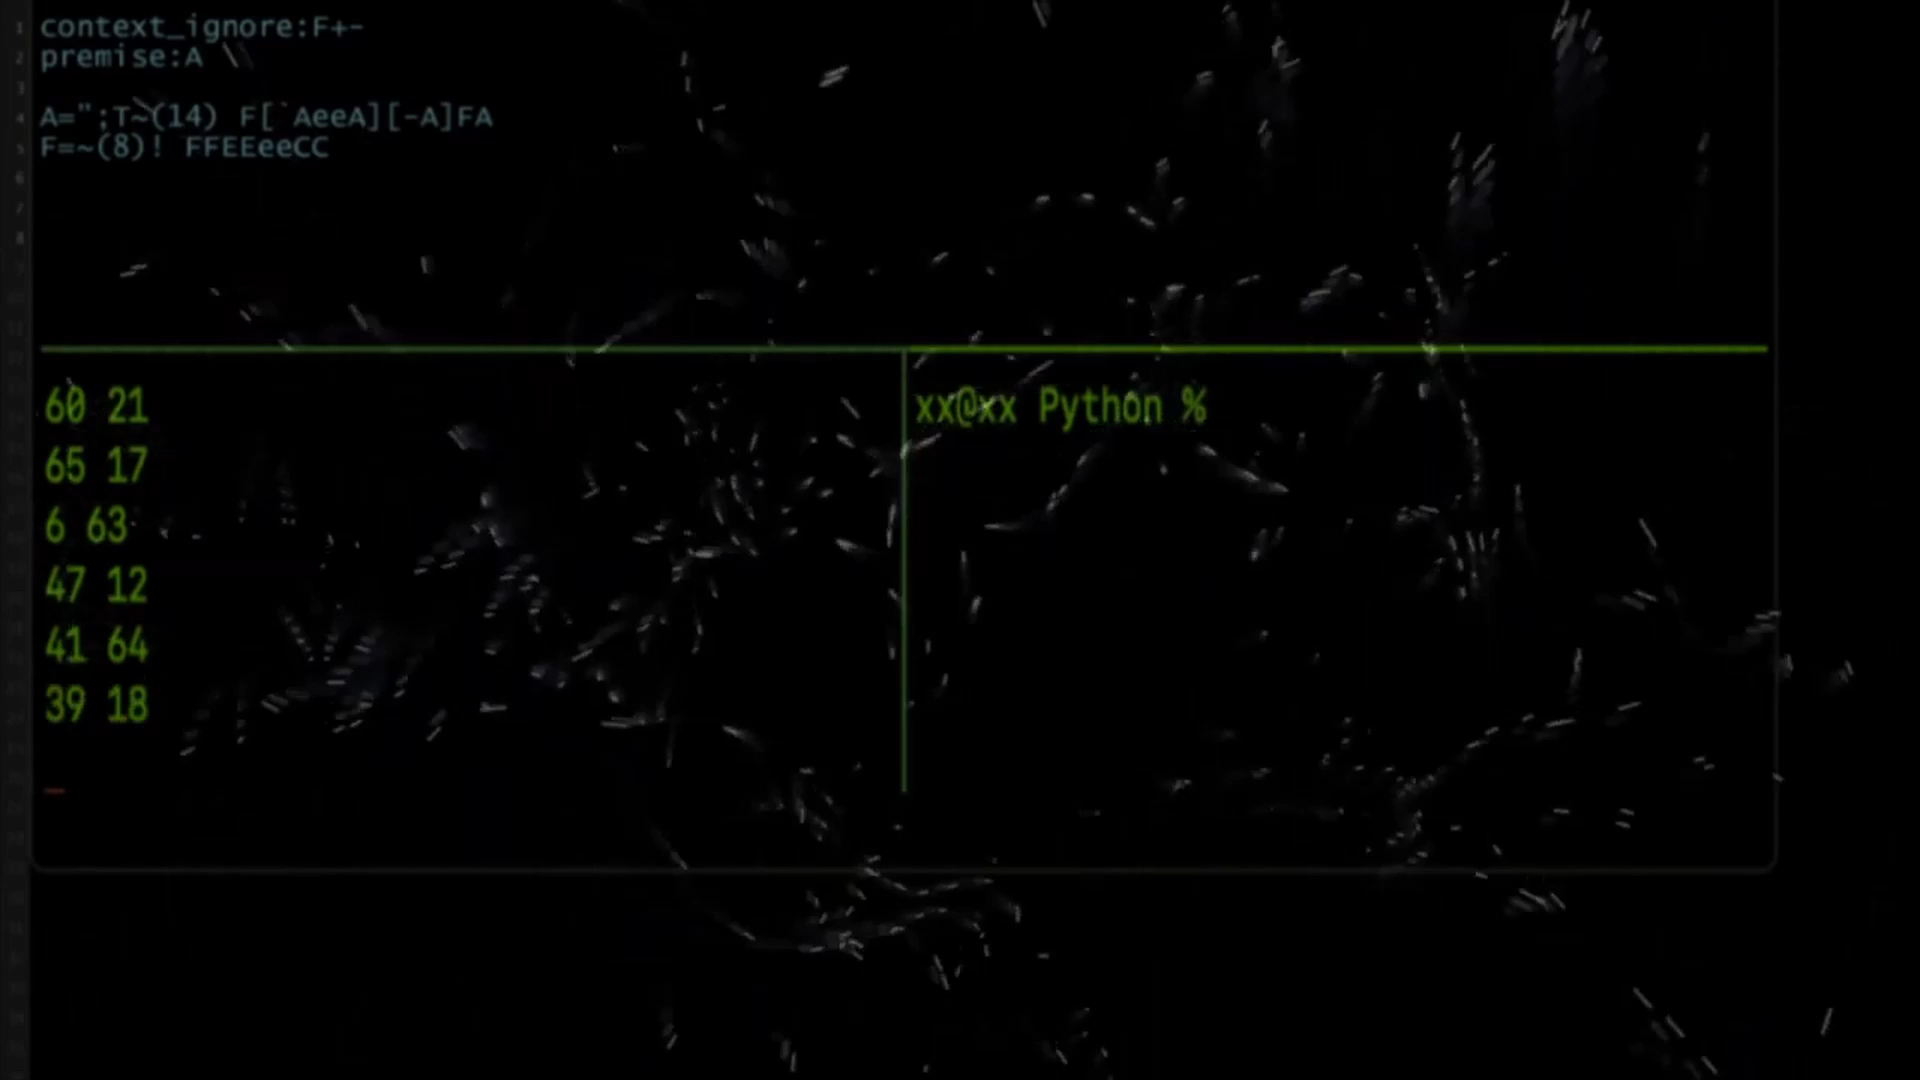 context_ignore:F+-
premise:A \\
A=";T~(14) F[`AeeA][-A]FA
F=~(8)! FFEEeeCC
60 21
65 17
6 63
47 12
41 64
39 18
xx@xx Python %